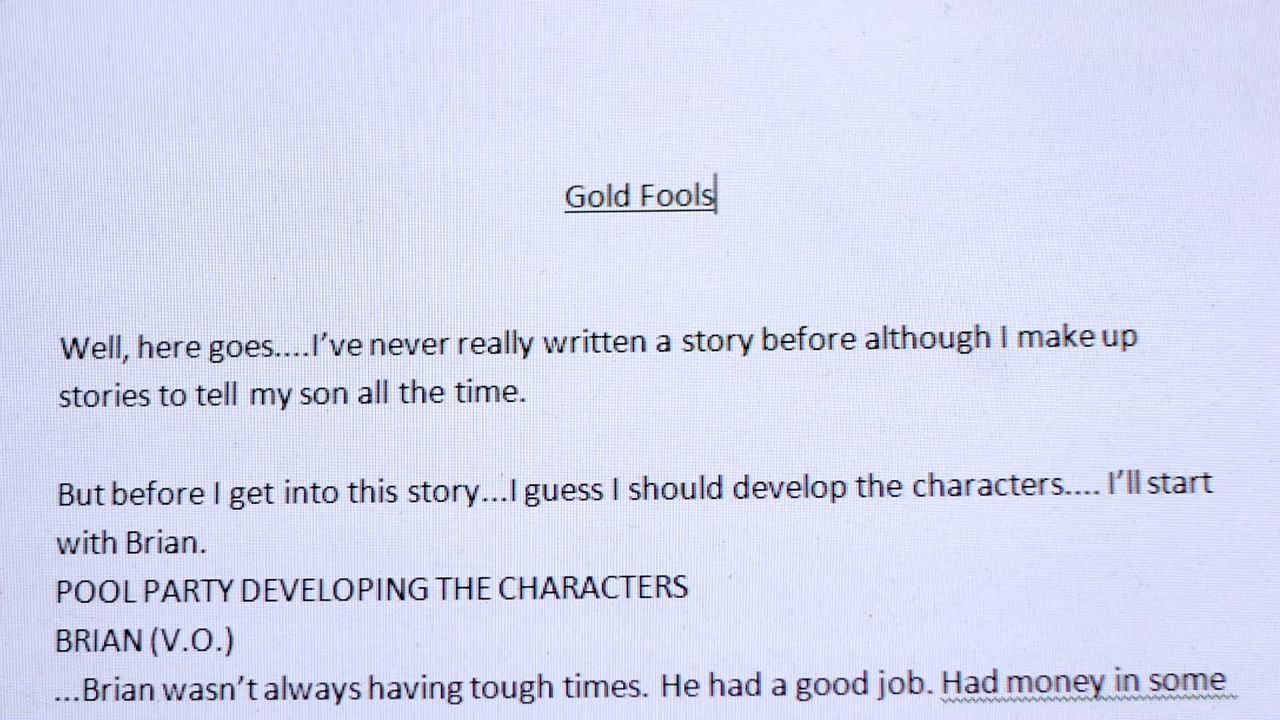 Gold Fools
Well, here goes....I've never really written a story before although I make up
stories to tell my son all the time.
But before I get into this story...I guess I should develop the characters.... I'll start
with Brian.
POOL PARTY DEVELOPING THE CHARACTERS
BRIAN (V.O.)
...Brian wasn't always having tough times. He had a good job. Had money in some